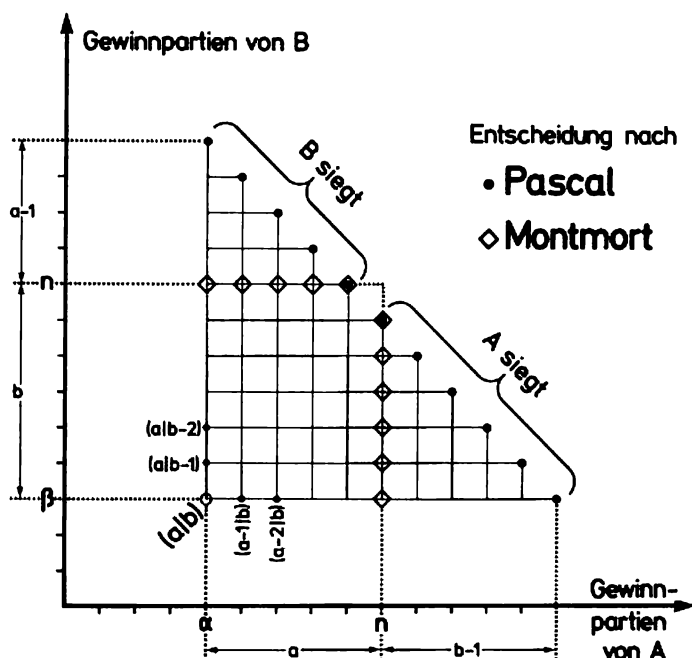 Gewinnpartien von B
Entscheidung nach
• Pascal
◇ Montmort
B siegt
A siegt
a-1
n
b
β
(a|b-2)
(a|b-1)
(a|b)
(a-1|b)
(a-2|b)
α
n
a
b-1
Gewinn-
partien
von A